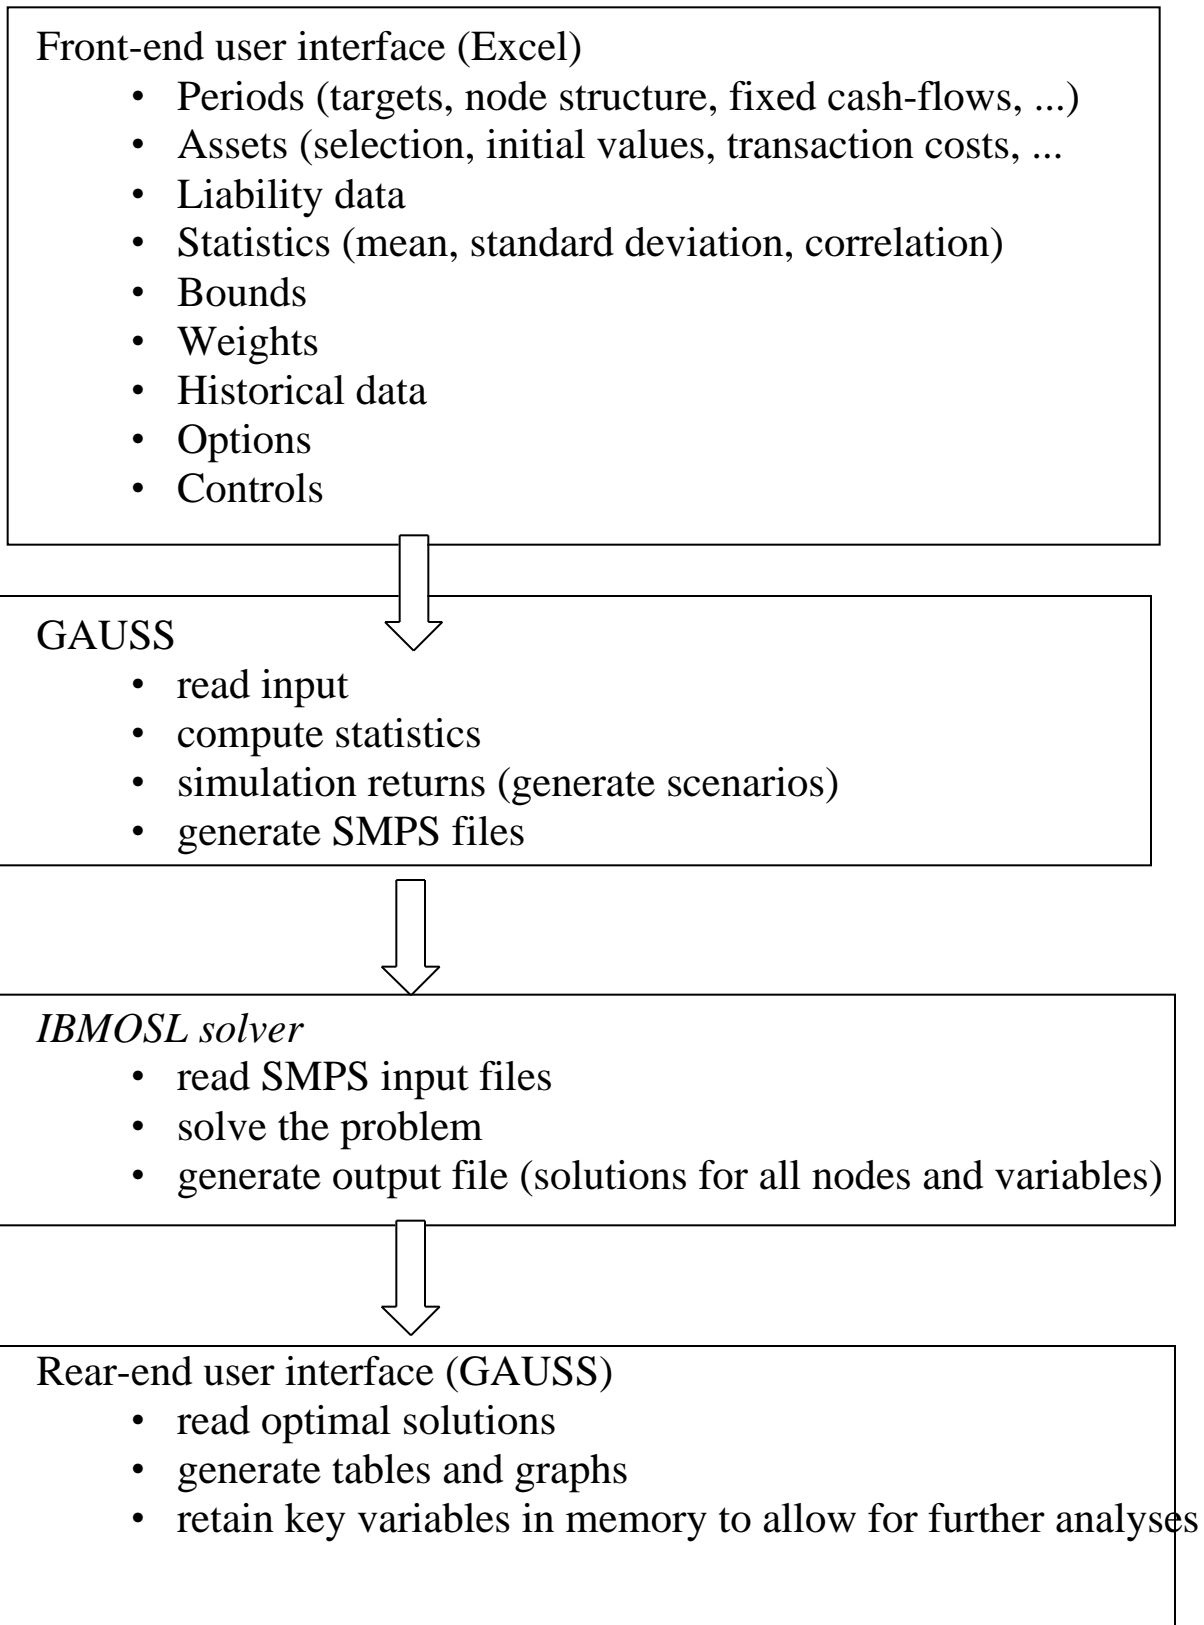 Front-end user interface (Excel)
• Periods (targets, node structure, fixed cash-flows, ...)
• Assets (selection, initial values, transaction costs, ...
• Liability data
• Statistics (mean, standard deviation, correlation)
• Bounds
• Weights
• Historical data
• Options
• Controls
GAUSS
• read input
• compute statistics
• simulation returns (generate scenarios)
• generate SMPS files
IBMOSL solver
• read SMPS input files
• solve the problem
• generate output file (solutions for all nodes and variables)
Rear-end user interface (GAUSS)
• read optimal solutions
• generate tables and graphs
• retain key variables in memory to allow for further analyses